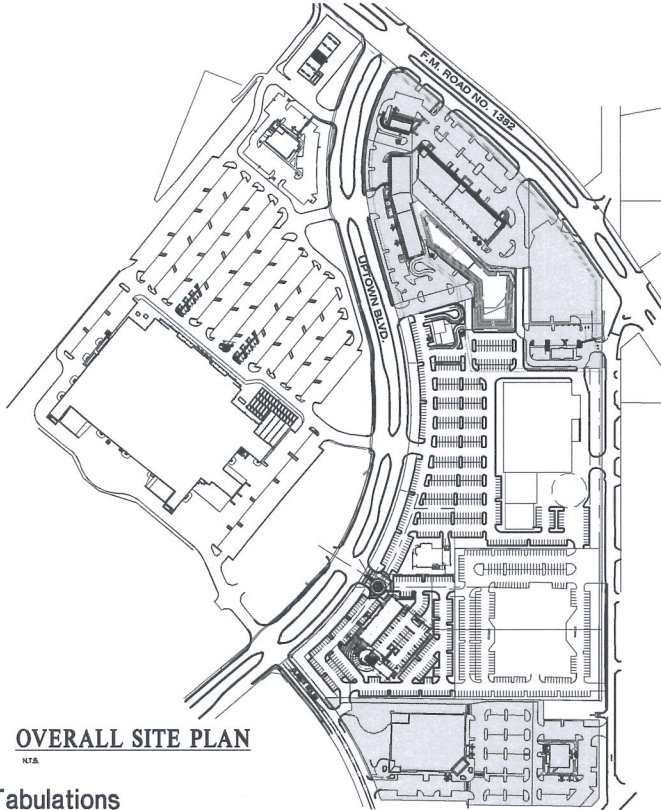 F.M. ROAD NO. 1382
UPTOWN BLVD.
OVERALL SITE PLAN
N.T.S.
Tabulations